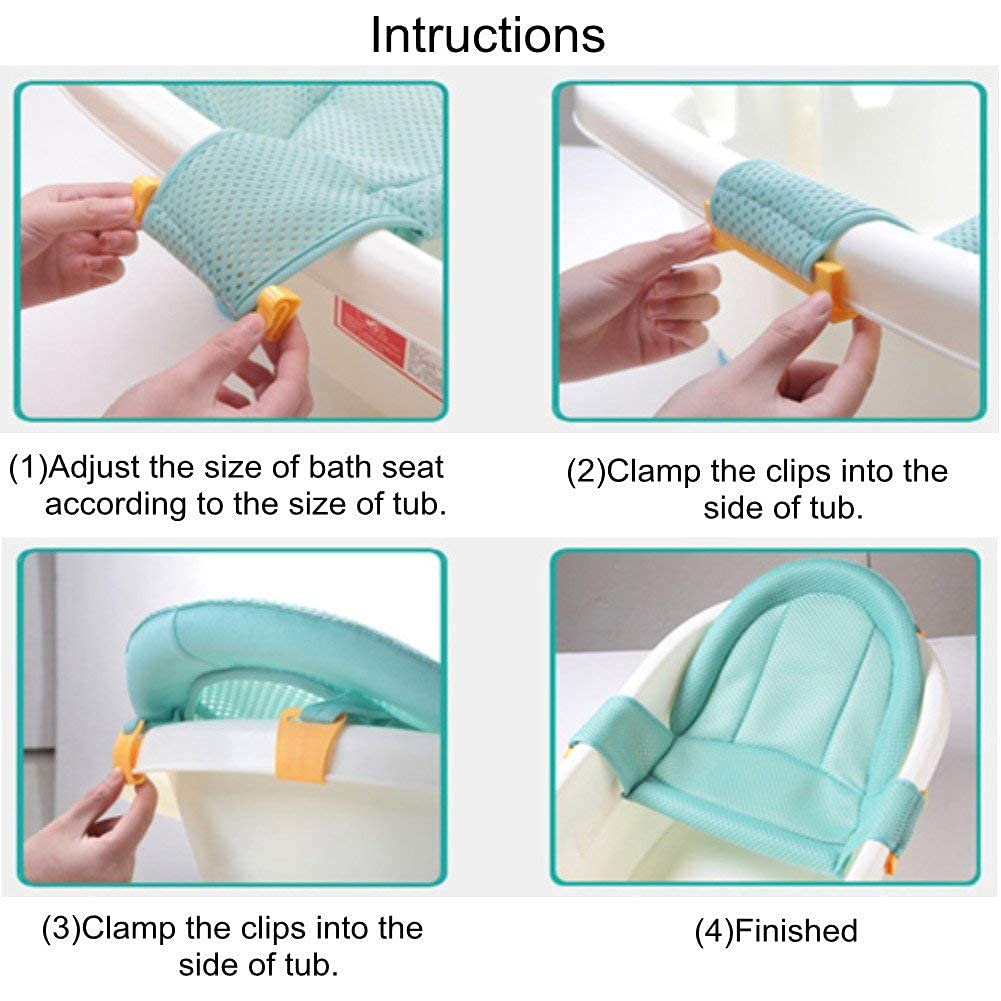 Intructions
(1)Adjust the size of bath seat
according to the size of tub.
(2)Clamp the clips into the
side of tub.
(3)Clamp the clips into the
side of tub.
(4)Finished